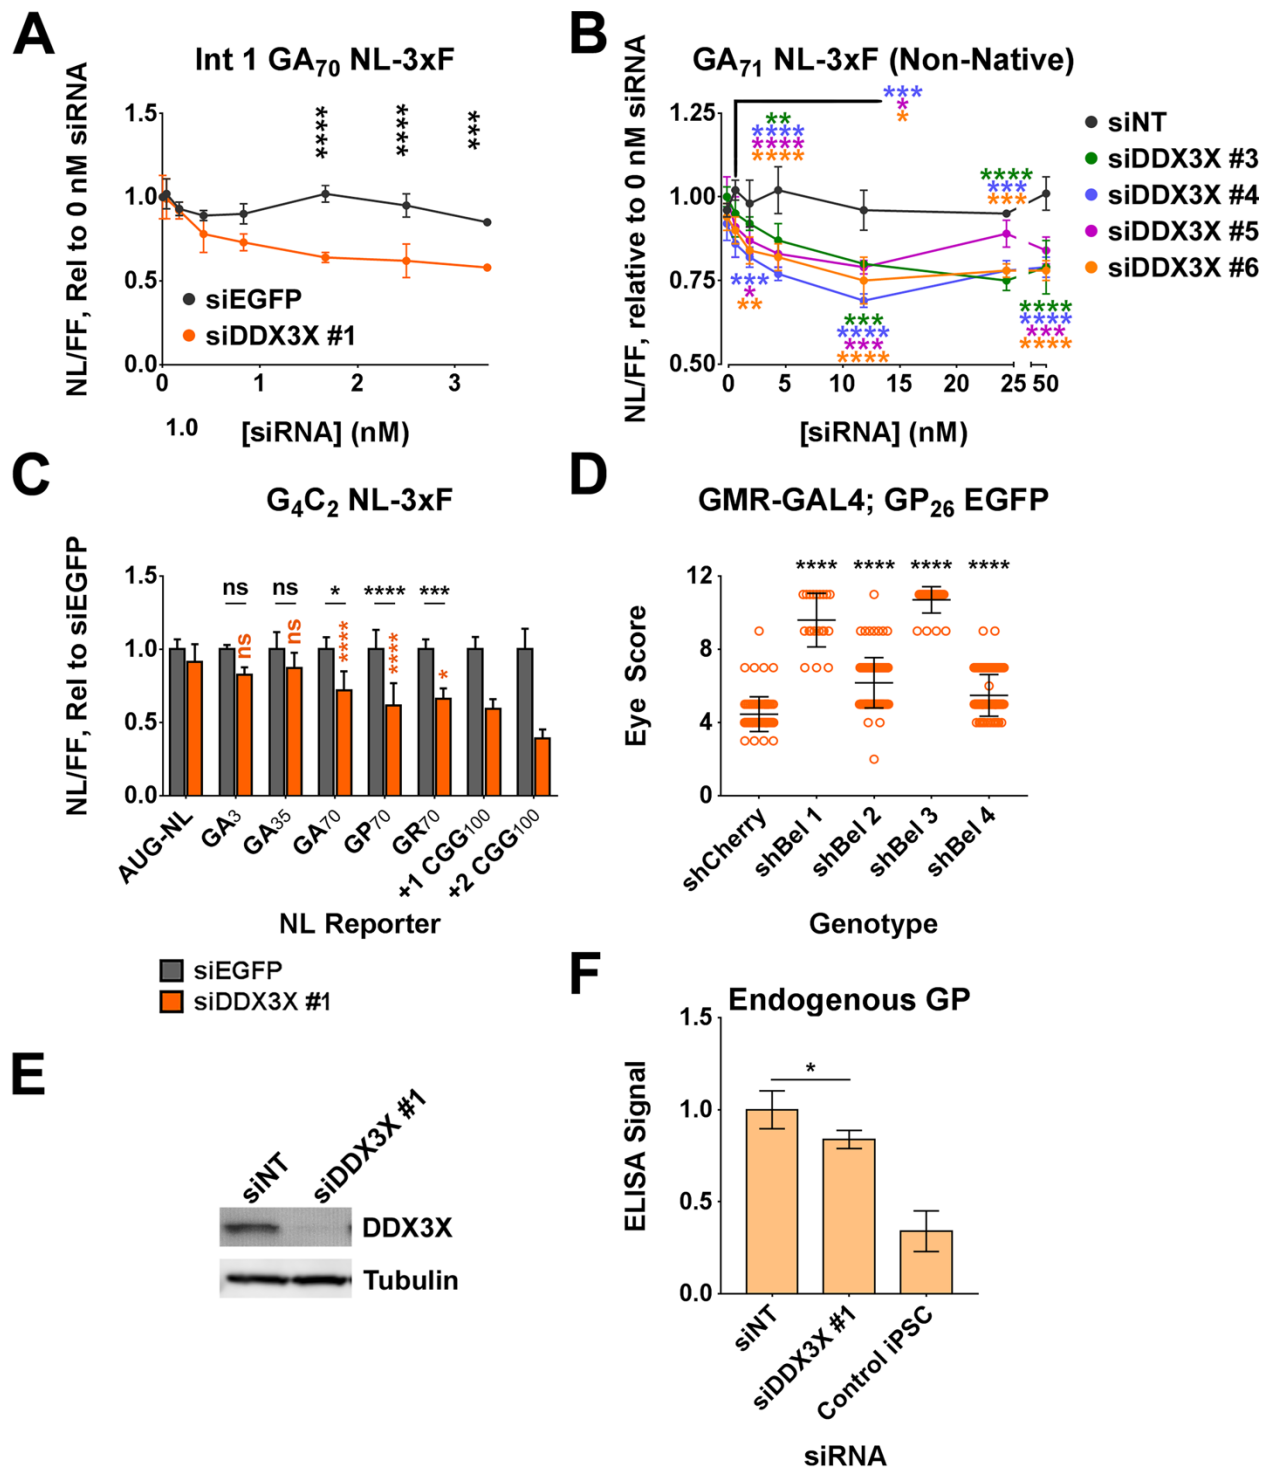 A
Int 1 GA70 NL-3xF
NL/FF, Rel to 0 nM siRNA
1.5
1.0
0.5
0.0
**** **** ***
siEGFP
siDDX3X #1
0 1 2 3
1.0
[siRNA] (nM)
B
GA71 NL-3xF (Non-Native)
NL/FF, relative to 0 nM siRNA
1.25
1.00
0.75
0.50
***
*
*
**
****
****
****
****
***
***
***
*
**
***
****
***
****
****
****
***
****
0 5 10 15 20 25 50
[siRNA] (nM)
siNT
siDDX3X #3
siDDX3X #4
siDDX3X #5
siDDX3X #6
C
G4C2 NL-3xF
NL/FF, Rel to siEGFP
1.5
1.0
0.5
0.0
ns ns * **** ***
ns ns **** **** *
AUG-NL GA3 GA35 GA70 GP70 GR70 +1 CGG100 +2 CGG100
NL Reporter
siEGFP
siDDX3X #1
D
GMR-GAL4; GP26 EGFP
Eye Score
12
8
4
0
**** **** **** ****
shCherry shBel 1 shBel 2 shBel 3 shBel 4
Genotype
E
siNT siDDX3X #1
DDX3X
Tubulin
F
Endogenous GP
ELISA Signal
1.5
1.0
0.5
0.0
*
siNT siDDX3X #1 Control iPSC
siRNA